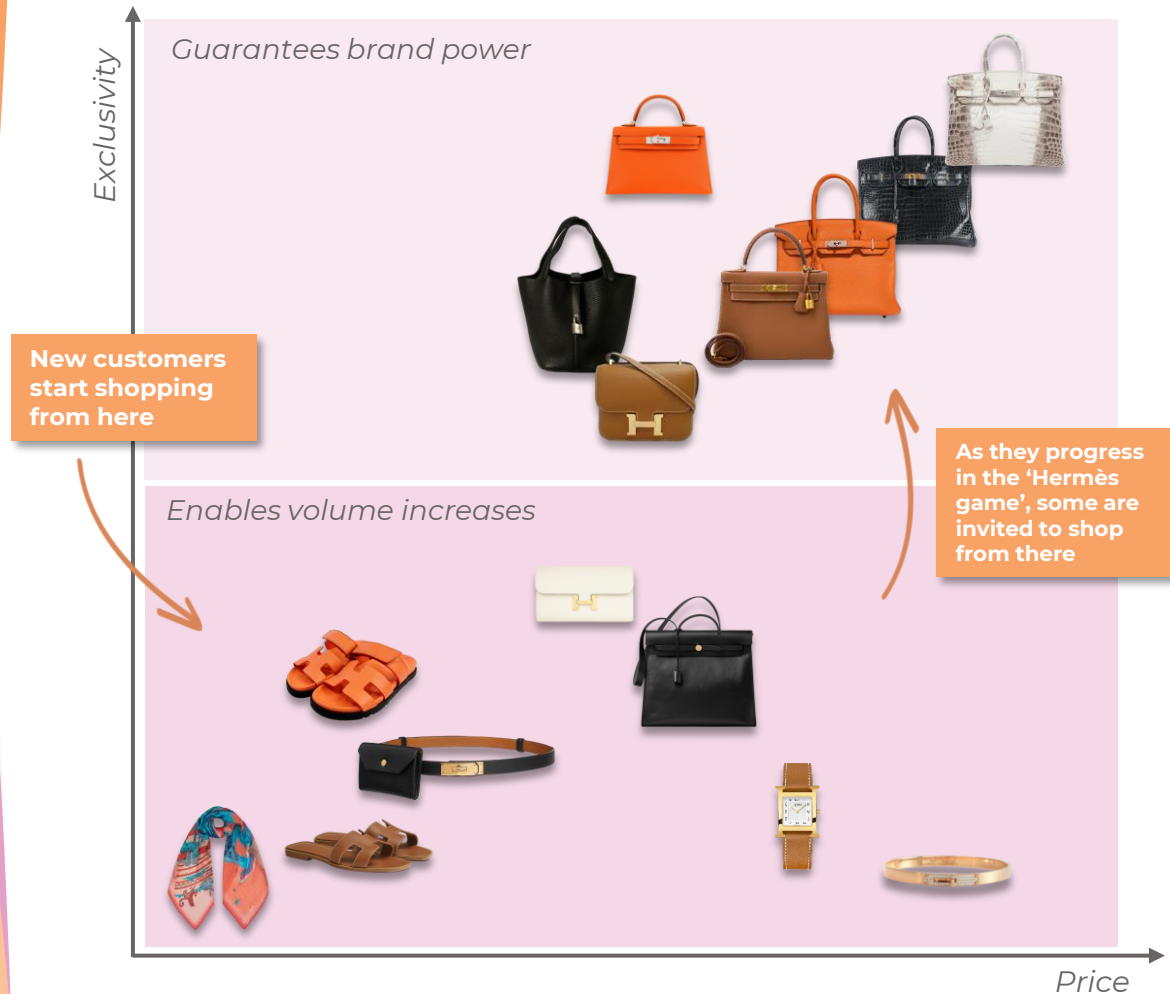 Exclusivity
Guarantees brand power
New customers
start shopping
from here
As they progress
in the ‘Hermès
game’, some are
invited to shop
from there
Enables volume increases
Price